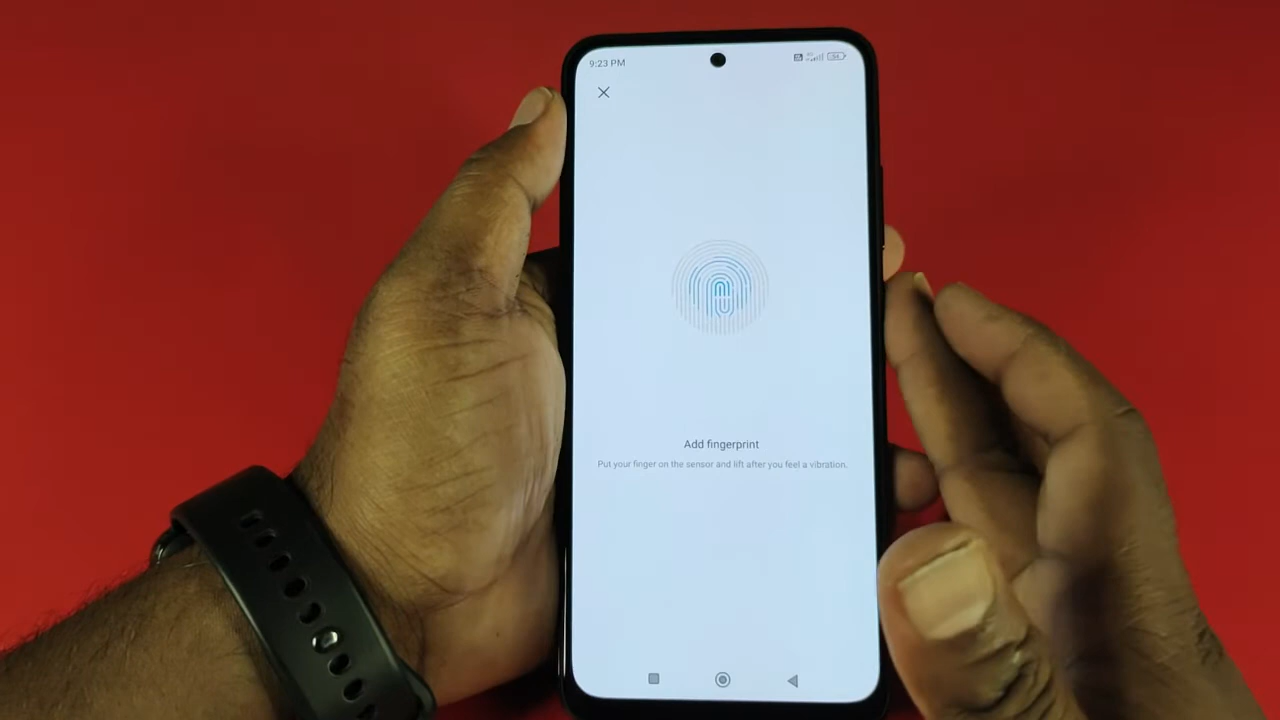 9:23 PM
Add fingerprint
Put your finger on the sensor and lift after you feel a vibration.